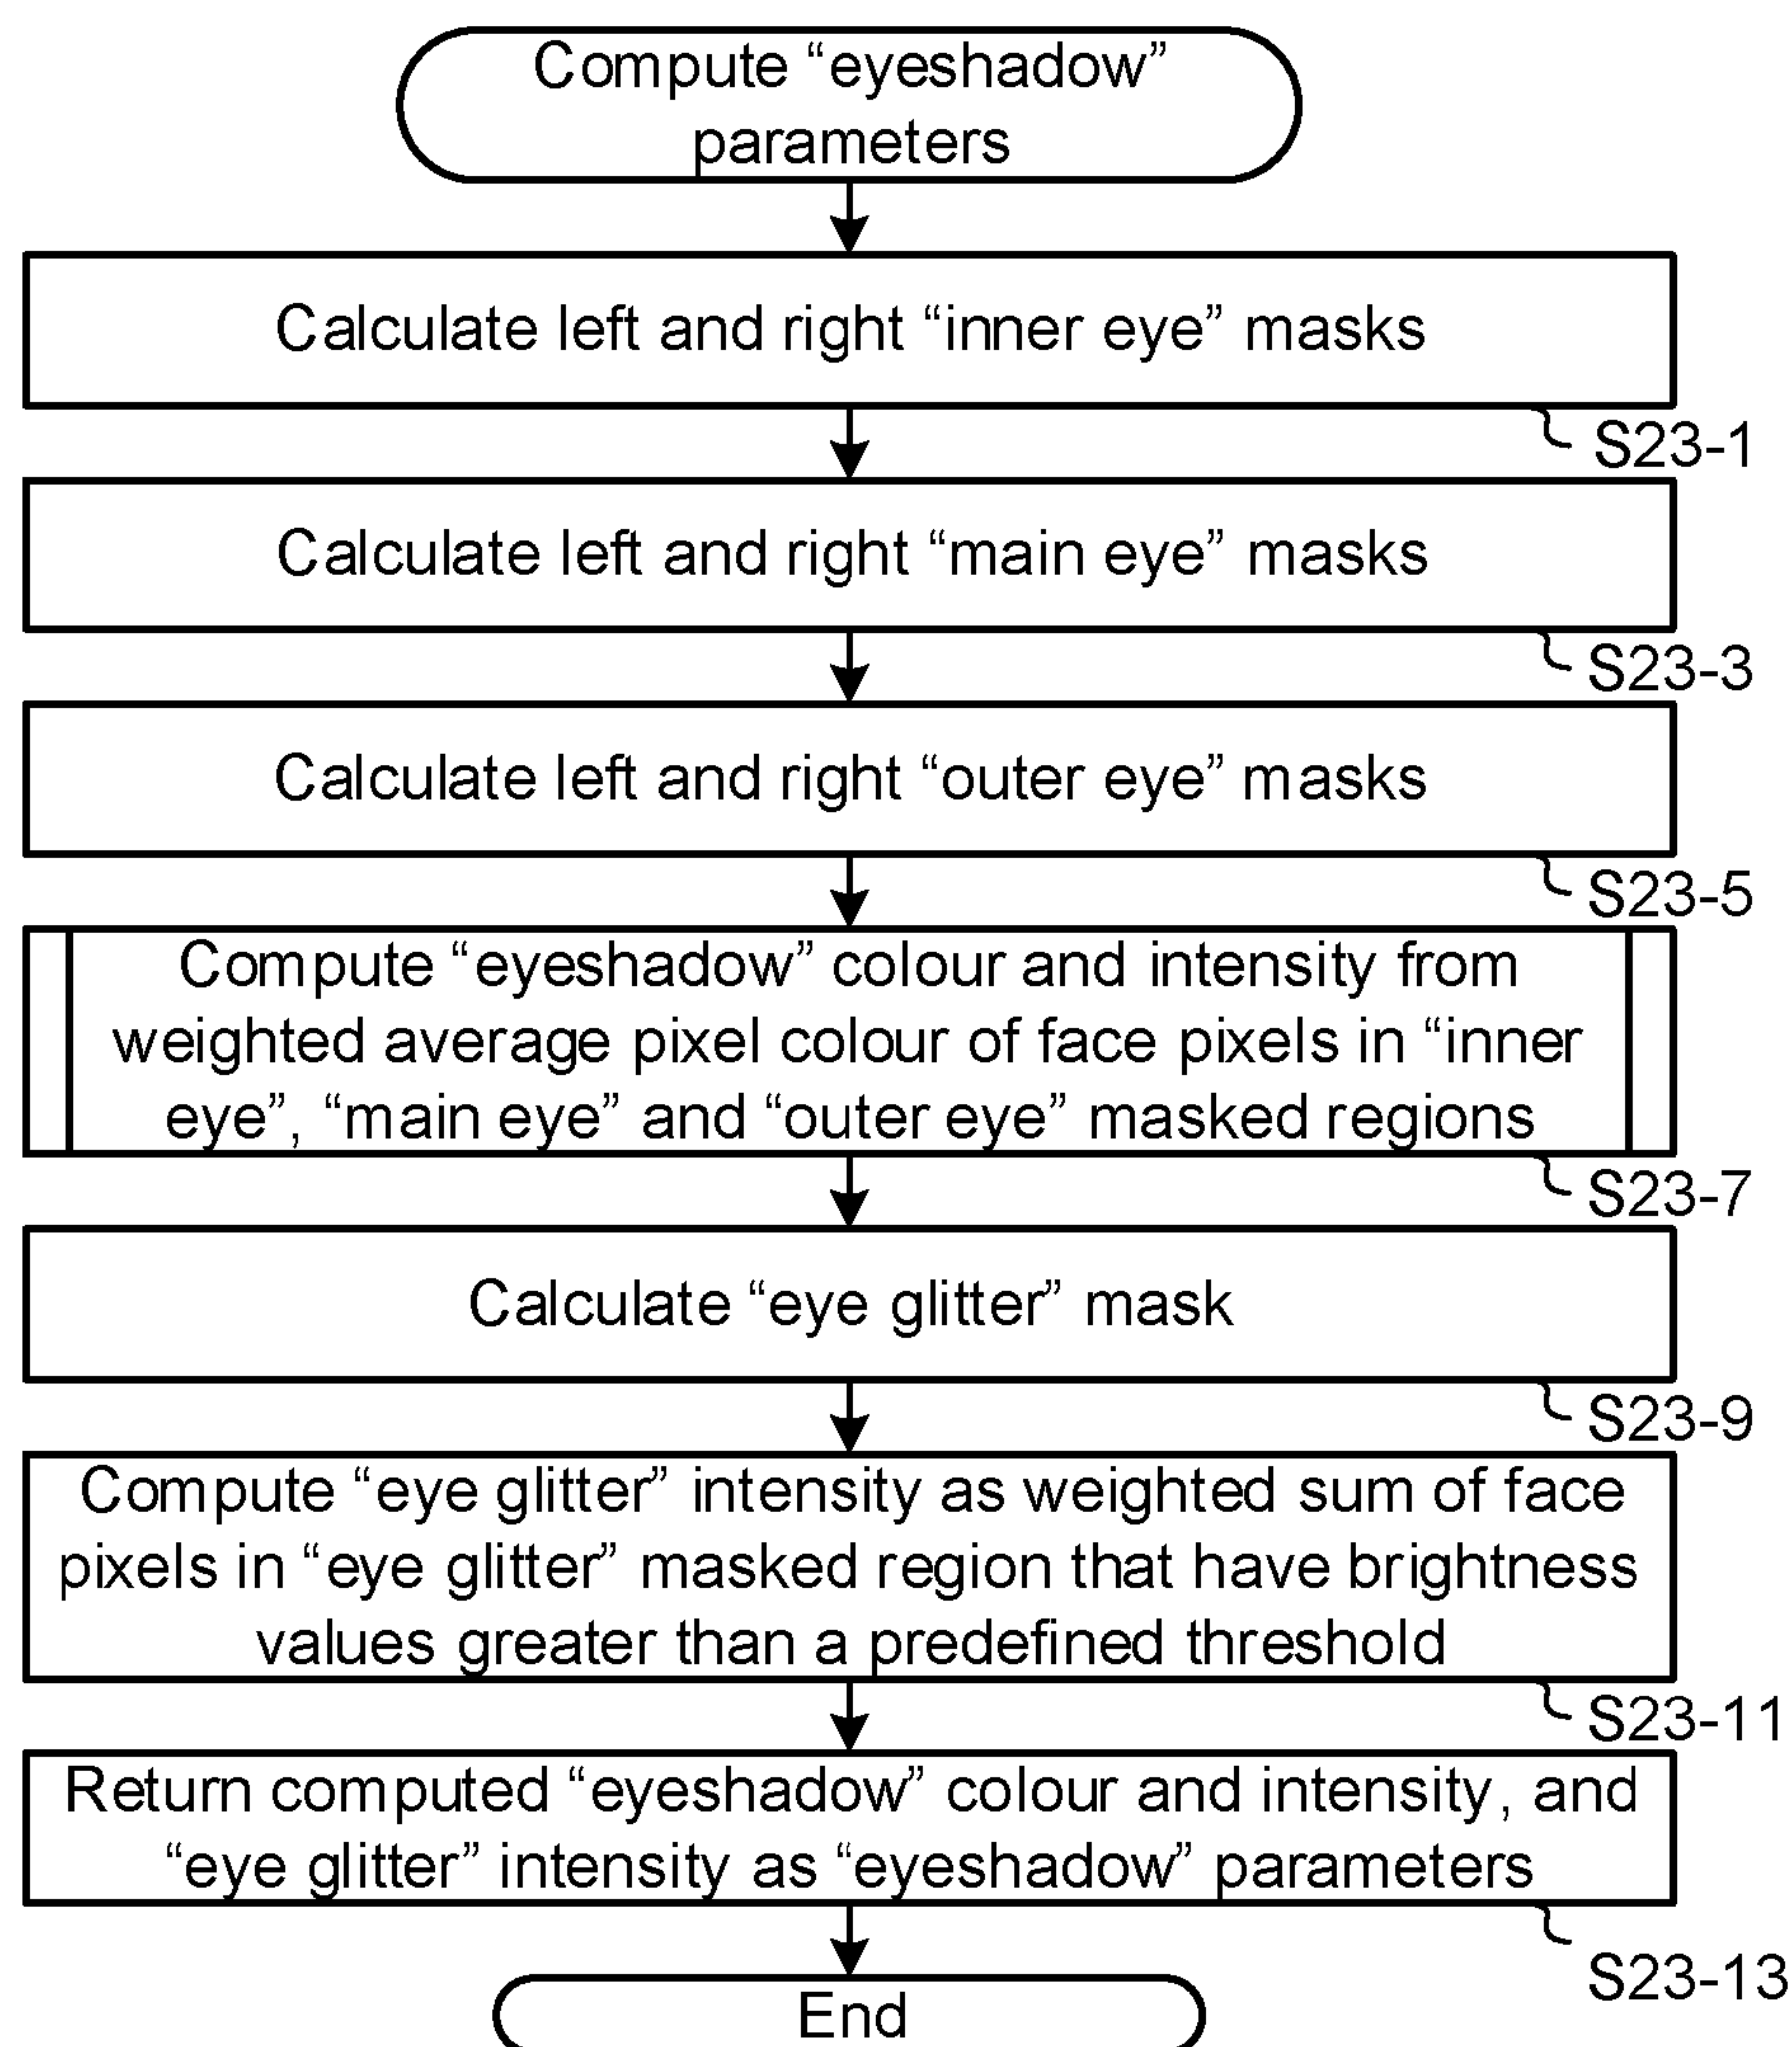 Compute “eyeshadow”
parameters
Calculate left and right “inner eye” masks
S23-1
Calculate left and right “main eye” masks
S23-3
Calculate left and right “outer eye” masks
S23-5
Compute “eyeshadow” colour and intensity from
weighted average pixel colour of face pixels in “inner
eye”, “main eye” and “outer eye” masked regions
S23-7
Calculate “eye glitter” mask
S23-9
Compute “eye glitter” intensity as weighted sum of face
pixels in “eye glitter” masked region that have brightness
values greater than a predefined threshold
S23-11
Return computed “eyeshadow” colour and intensity, and
“eye glitter” intensity as “eyeshadow” parameters
S23-13
End